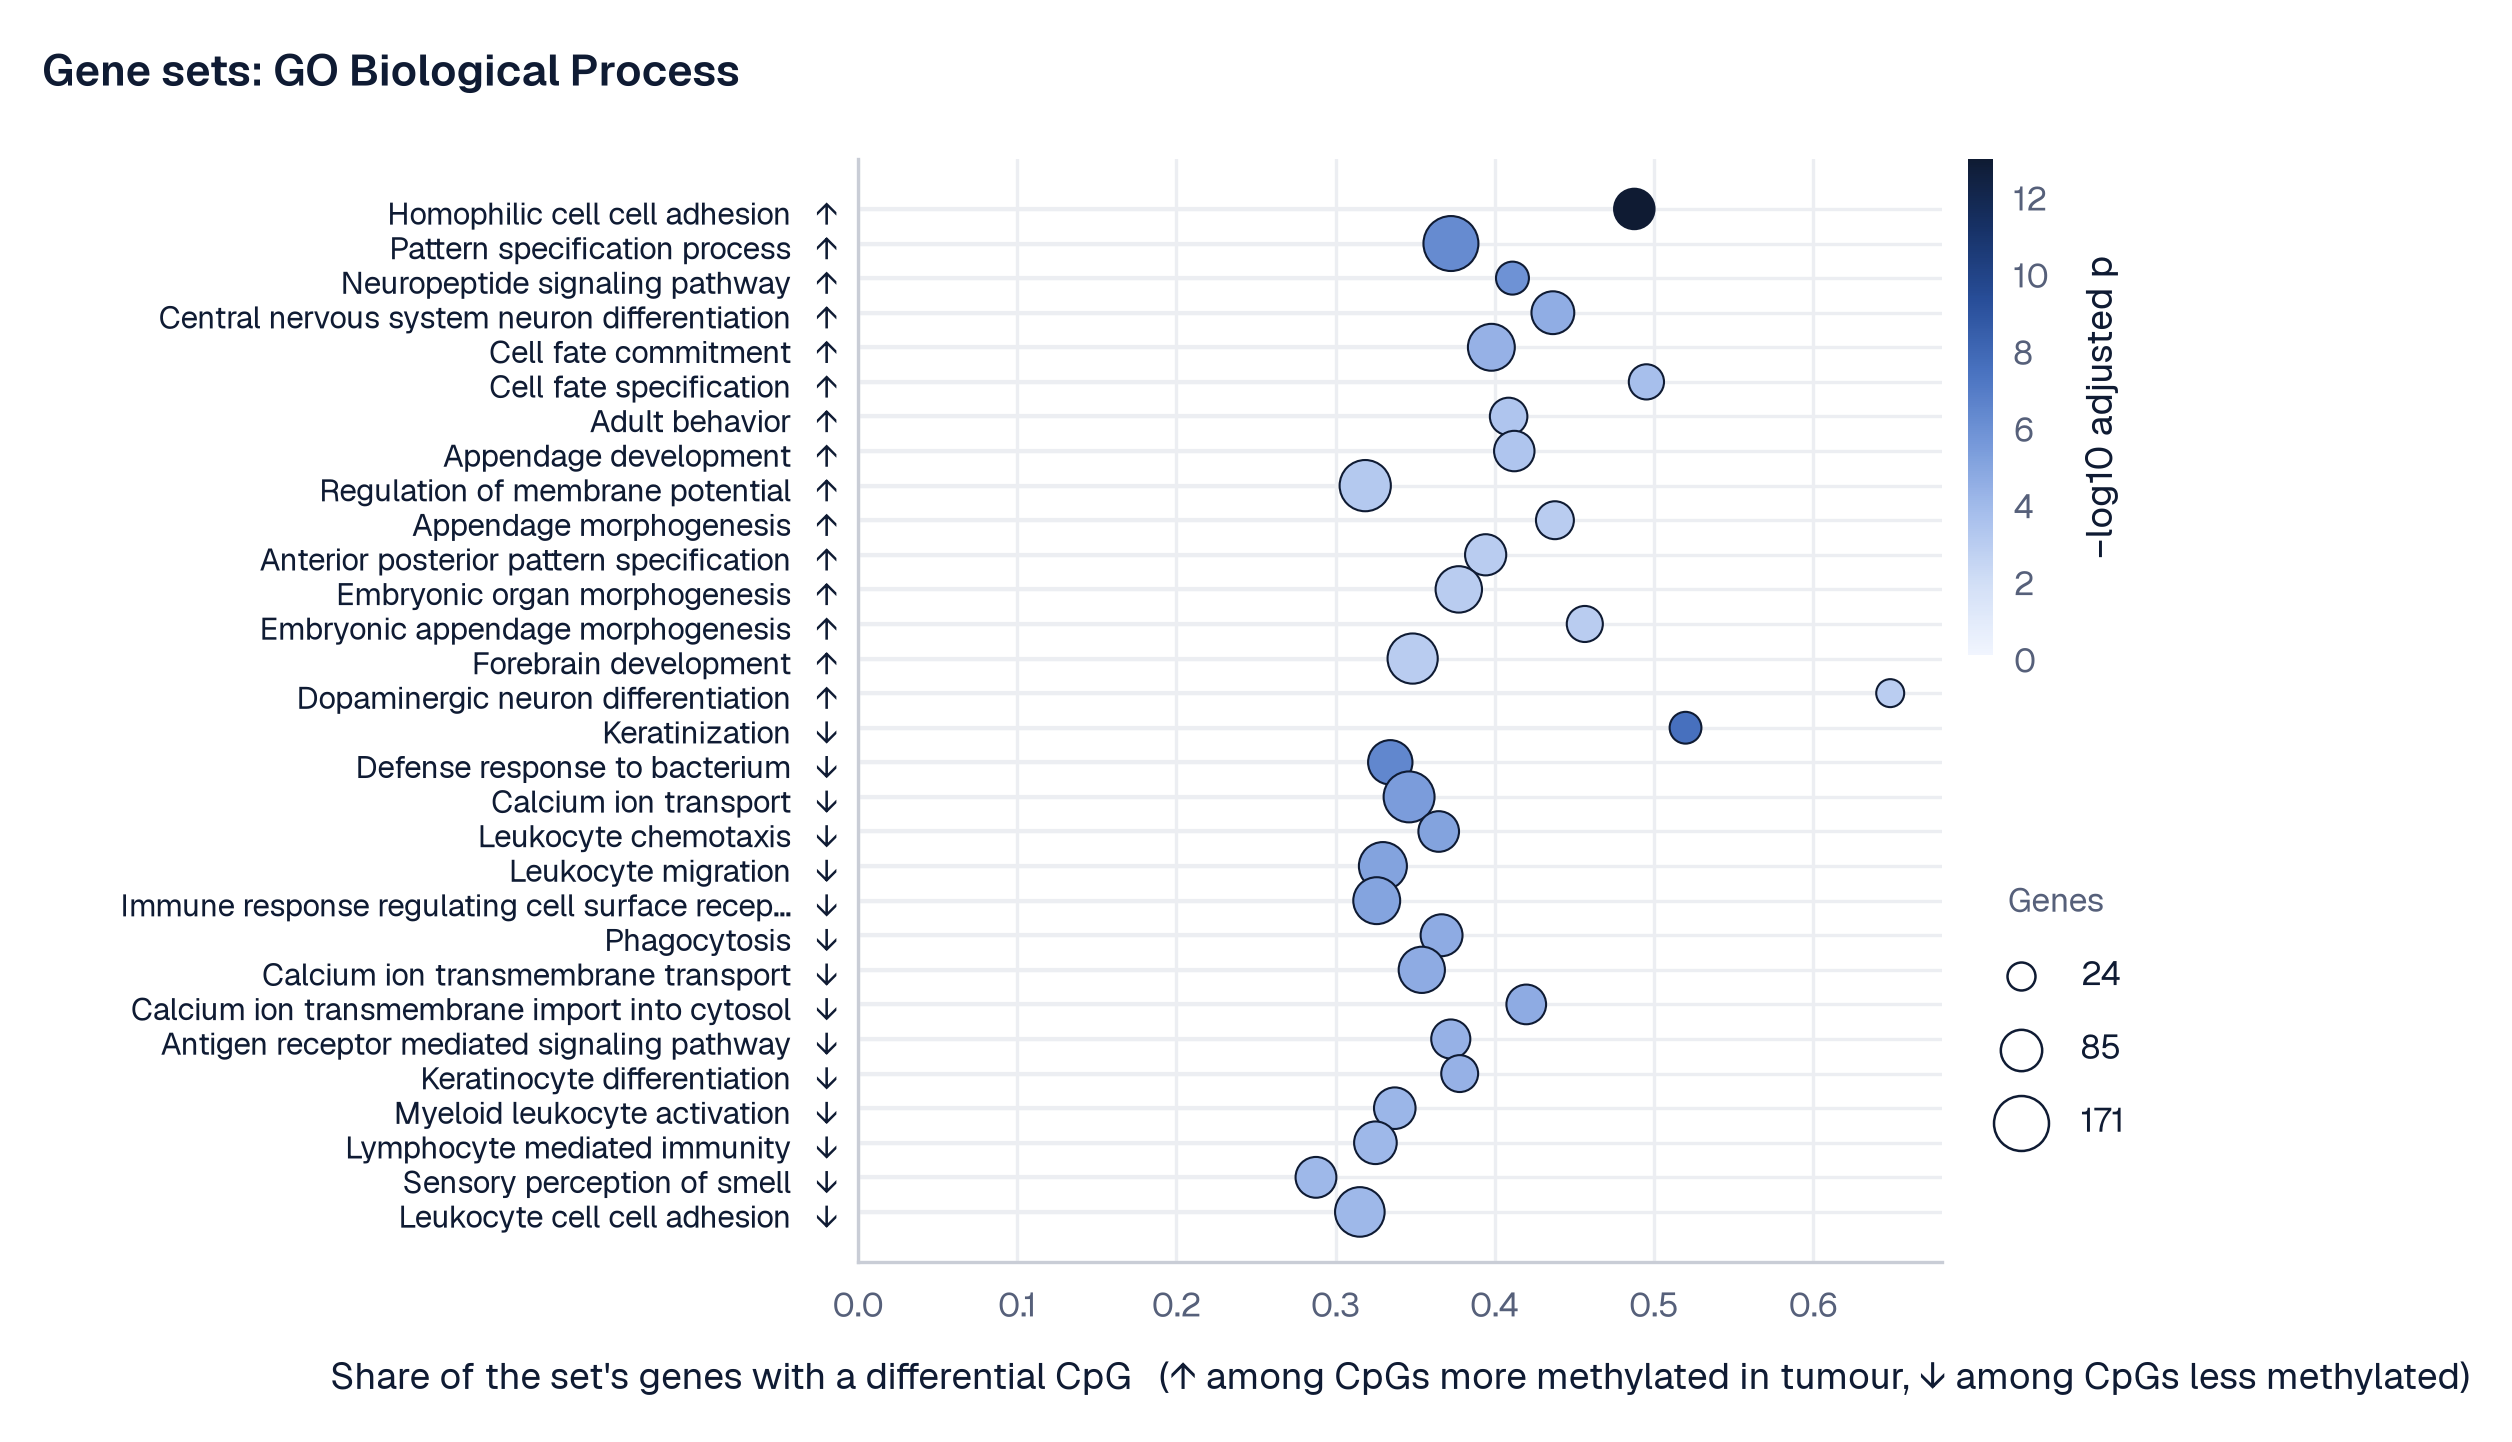 Gene sets: GO Biological Process
Homophilic cell cell adhesion ↑
Pattern specification process ↑
Neuropeptide signaling pathway ↑
Central nervous system neuron differentiation ↑
Cell fate commitment ↑
Cell fate specification ↑
Adult behavior ↑
Appendage development ↑
Regulation of membrane potential ↑
Appendage morphogenesis ↑
Anterior posterior pattern specification ↑
Embryonic organ morphogenesis ↑
Embryonic appendage morphogenesis ↑
Forebrain development ↑
Dopaminergic neuron differentiation ↑
Keratinization ↓
Defense response to bacterium ↓
Calcium ion transport ↓
Leukocyte chemotaxis ↓
Leukocyte migration ↓
Immune response regulating cell surface recep… ↓
Phagocytosis ↓
Calcium ion transmembrane transport ↓
Calcium ion transmembrane import into cytosol ↓
Antigen receptor mediated signaling pathway ↓
Keratinocyte differentiation ↓
Myeloid leukocyte activation ↓
Lymphocyte mediated immunity ↓
Sensory perception of smell ↓
Leukocyte cell cell adhesion ↓
0.0 0.1 0.2 0.3 0.4 0.5 0.6
Share of the set's genes with a differential CpG (↑ among CpGs more methylated in tumour, ↓ among CpGs less methylated)
12
10
8
6
4
2
0
−log10 adjusted p
Genes
24
85
171